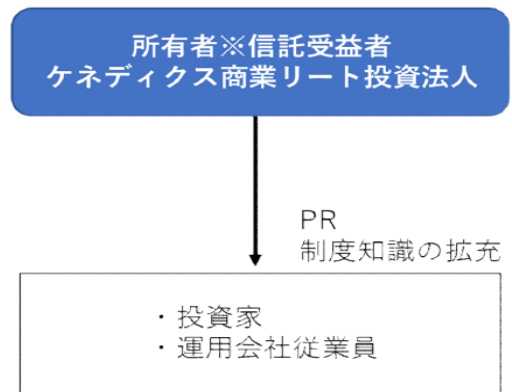 所有者※信託受益者
ケネディクス商業リート投資法人
PR
制度知識の拡充
・投資家
・運用会社従業員